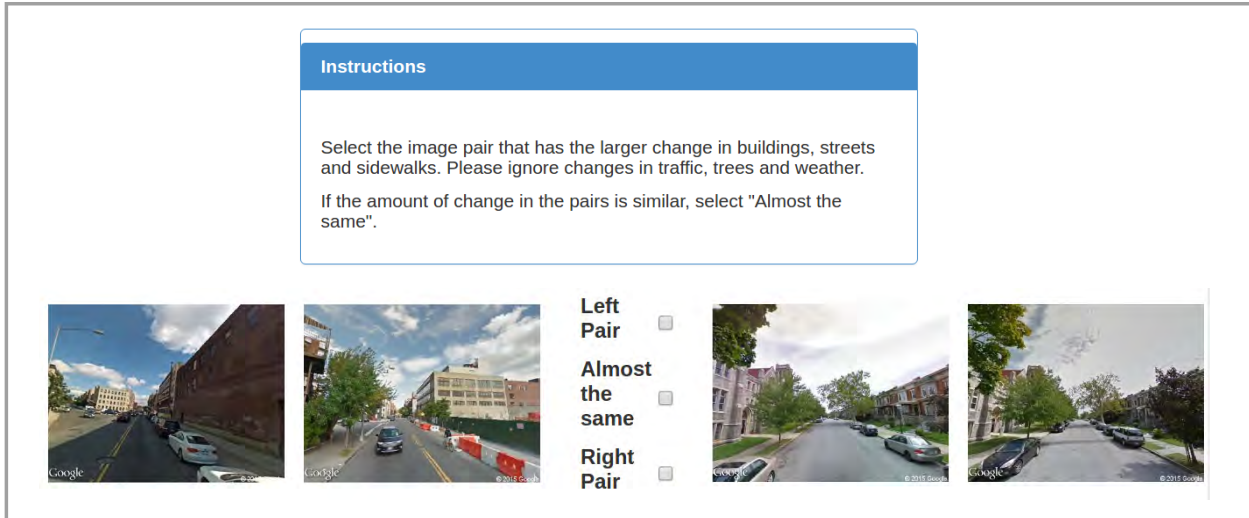 Instructions
Select the image pair that has the larger change in buildings, streets
and sidewalks. Please ignore changes in traffic, trees and weather.
If the amount of change in the pairs is similar, select "Almost the
same".
Left
Pair
Almost
the
same
Right
Pair
Google
© 2015 Google
Google
© 2015 Google
Google
© 2015 Google
Google
© 2015 Google